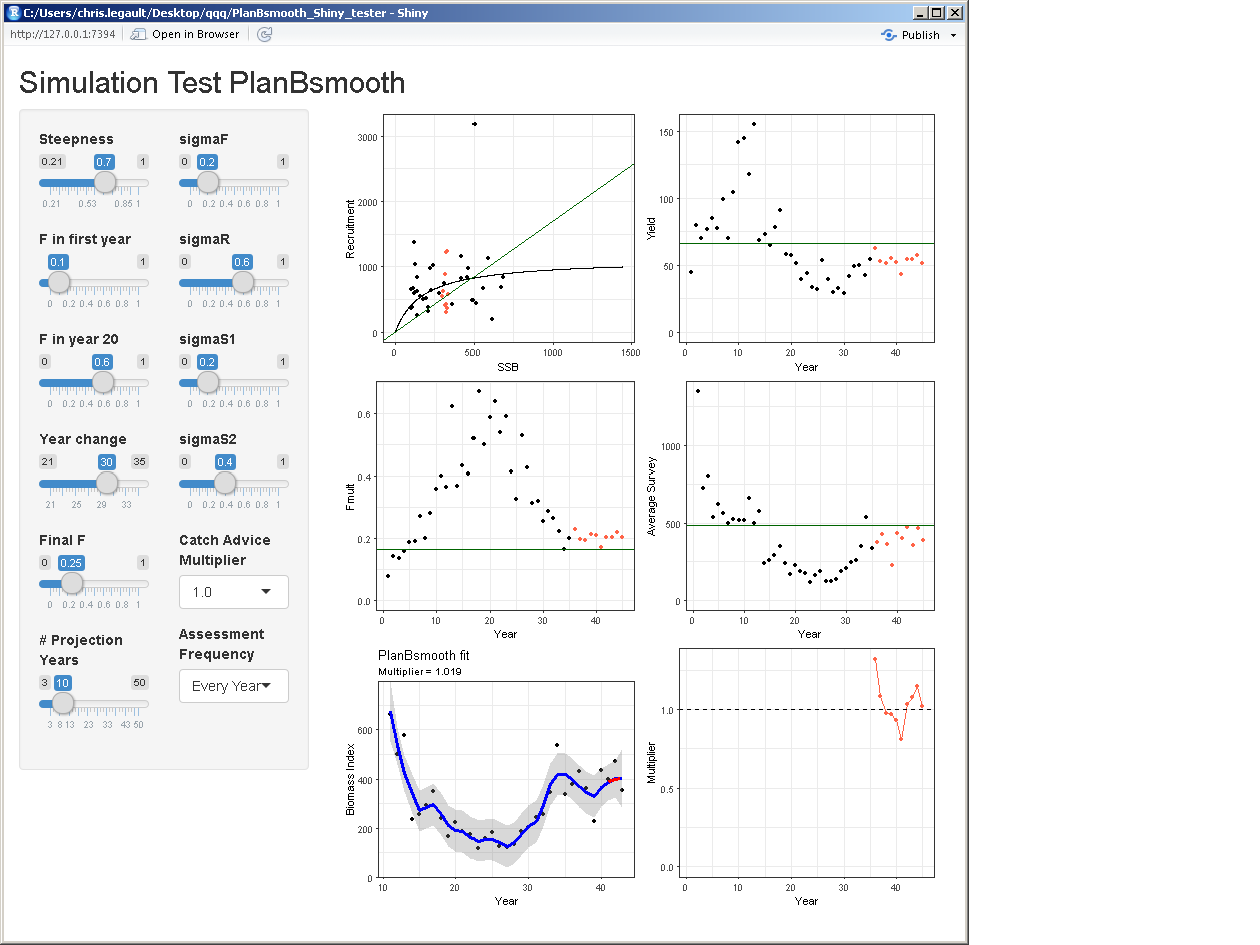 C:/Users/chris.legault/Desktop/qqq/PlanBsmooth_Shiny_tester - Shiny
http://127.0.0.1:7394 Open in Browser Publish
Simulation Test PlanBsmooth
Steepness
0.21 0.7 1
0.21 0.53 0.85 1
F in first year
0.1 1
0 0.2 0.4 0.6 0.8 1
F in year 20
0 0.6 1
0 0.2 0.4 0.6 0.8 1
Year change
21 30 35
21 25 29 33
Final F
0 0.25 1
0 0.2 0.4 0.6 0.8 1
# Projection
Years
3 10 50
3 8 13 23 33 43 50
sigmaF
0 0.2 1
0 0.2 0.4 0.6 0.8 1
sigmaR
0 0.6 1
0 0.2 0.4 0.6 0.8 1
sigmaS1
0 0.2 1
0 0.2 0.4 0.6 0.8 1
sigmaS2
0 0.4 1
0 0.2 0.4 0.6 0.8 1
Catch Advice
Multiplier
1.0
Assessment
Frequency
Every Year
Recruitment
3000
2000
1000
0
0 500 1000 1500
SSB
Yield
150
100
50
0
0 10 20 30 40
Year
Fmult
0.6
0.4
0.2
0.0
0 10 20 30 40
Year
Average Survey
1000
500
0
0 10 20 30 40
Year
PlanBsmooth fit
Multiplier = 1.019
Biomass Index
600
400
200
0
10 20 30 40
Year
Multiplier
1.0
0.5
0.0
0 10 20 30 40
Year